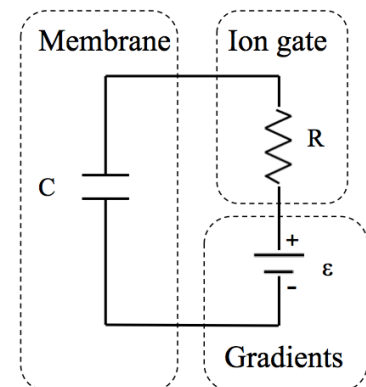 Membrane
Ion gate
R
C
+
ε
-
Gradients